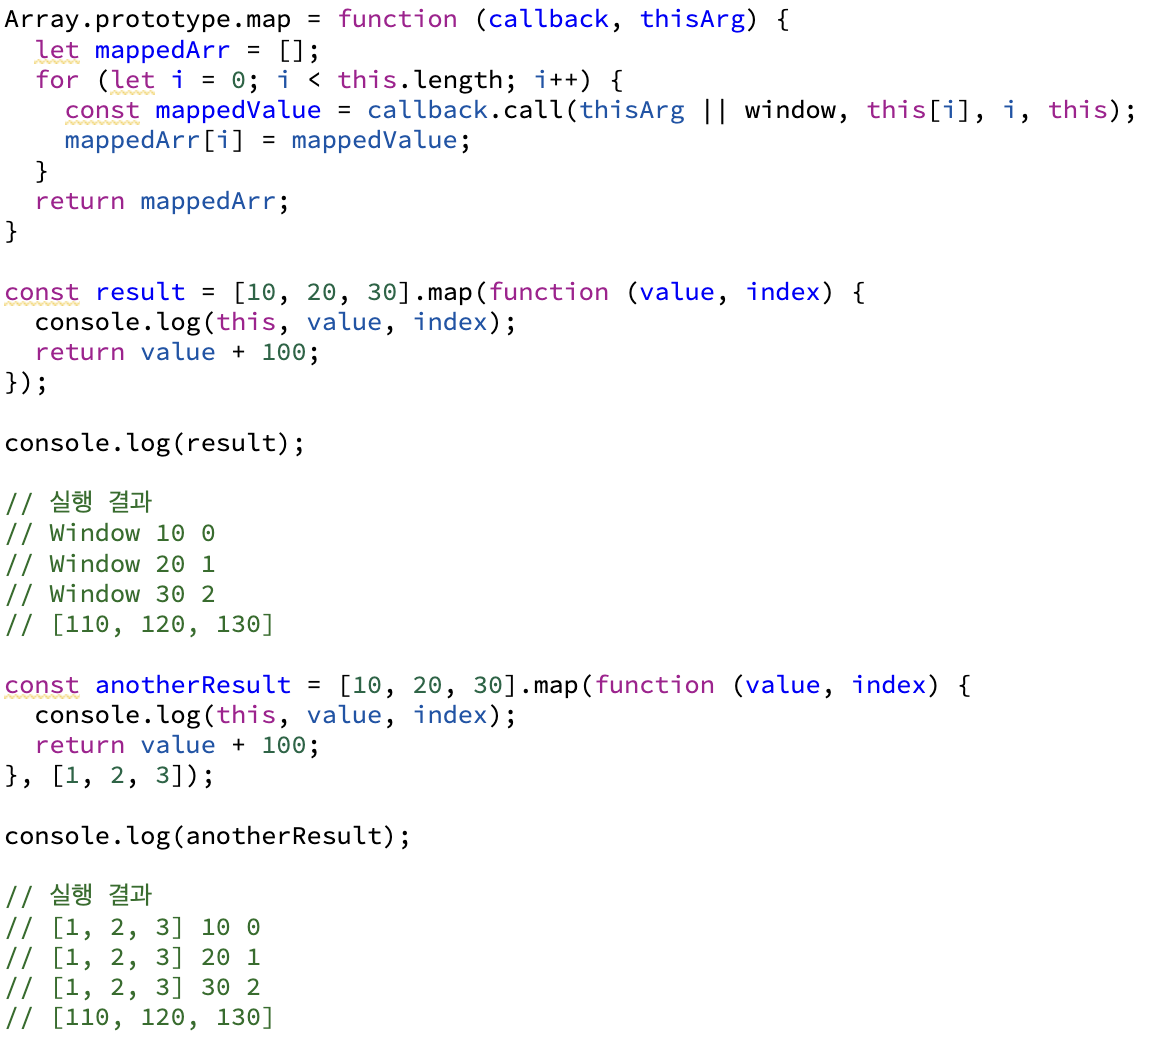 Array.prototype.map = function (callback, thisArg) {
  let mappedArr = [];
  for (let i = 0; i < this.length; i++) {
    const mappedValue = callback.call(thisArg || window, this[i], i, this);
    mappedArr[i] = mappedValue;
  }
  return mappedArr;
}

const result = [10, 20, 30].map(function (value, index) {
  console.log(this, value, index);
  return value + 100;
});

console.log(result);

// 실행 결과
// Window 10 0
// Window 20 1
// Window 30 2
// [110, 120, 130]

const anotherResult = [10, 20, 30].map(function (value, index) {
  console.log(this, value, index);
  return value + 100;
}, [1, 2, 3]);

console.log(anotherResult);

// 실행 결과
// [1, 2, 3] 10 0
// [1, 2, 3] 20 1
// [1, 2, 3] 30 2
// [110, 120, 130]